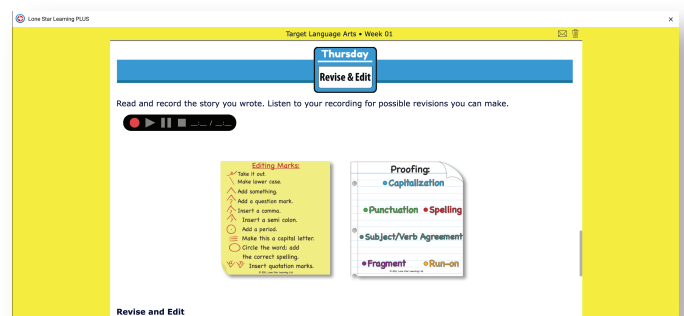 Lone Star Learning PLUS
Target Language Arts • Week 01
Thursday
Revise & Edit
Read and record the story you wrote. Listen to your recording for possible revisions you can make.
__:__ / __:__
Editing Marks:
Take it out.
Make lower case.
Add something.
Add a question mark.
Insert a comma.
Insert a semi colon.
Add a period.
Make this a capital letter.
Circle the word; add
the correct spelling.
Insert quotation marks.
Proofing:
Capitalization
Punctuation
Spelling
Subject/Verb Agreement
Fragment
Run-on
Revise and Edit